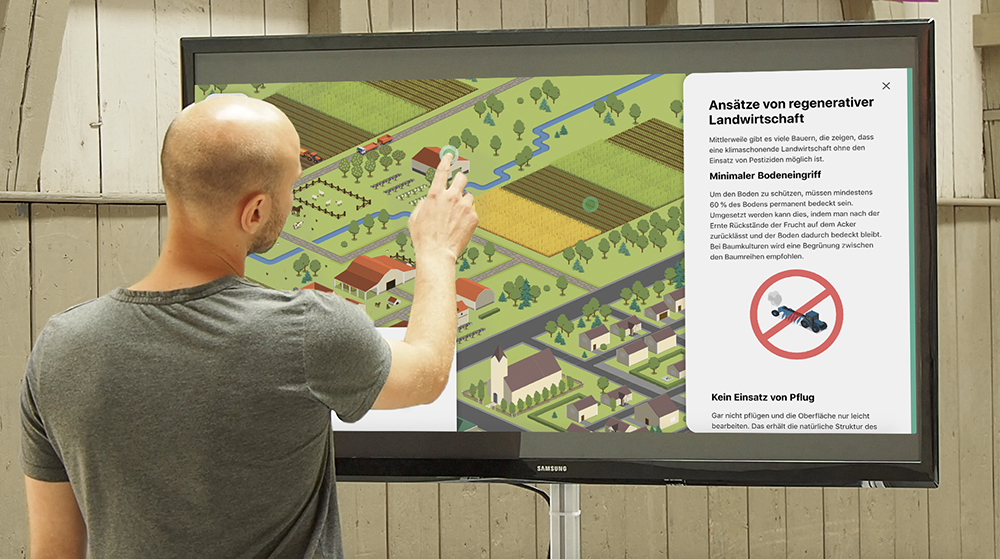 Ansätze von regenerativer
Landwirtschaft
Mittlerweile gibt es viele Bauern, die zeigen, dass
eine klimaschonende Landwirtschaft ohne den
Einsatz von Pestiziden möglich ist.
Minimaler Bodeneingriff
Um den Boden zu schützen, müssen mindestens
60 % des Bodens permanent bedeckt sein.
Umgesetzt werden kann dies, indem man nach der
Ernte Rückstände der Frucht auf dem Acker
zurücklässt und der Boden dadurch bedeckt bleibt.
Bei Baumkulturen wird eine Begrünung zwischen
den Baumreihen empfohlen.
Kein Einsatz von Pflug
Gar nicht pflügen und die Oberfläche nur leicht
bearbeiten. Das erhält die natürliche Struktur des
SAMSUNG